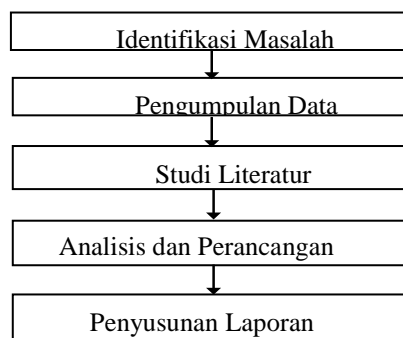 Identifikasi Masalah
Pengumpulan Data
Studi Literatur
Analisis dan Perancangan
Penyusunan Laporan